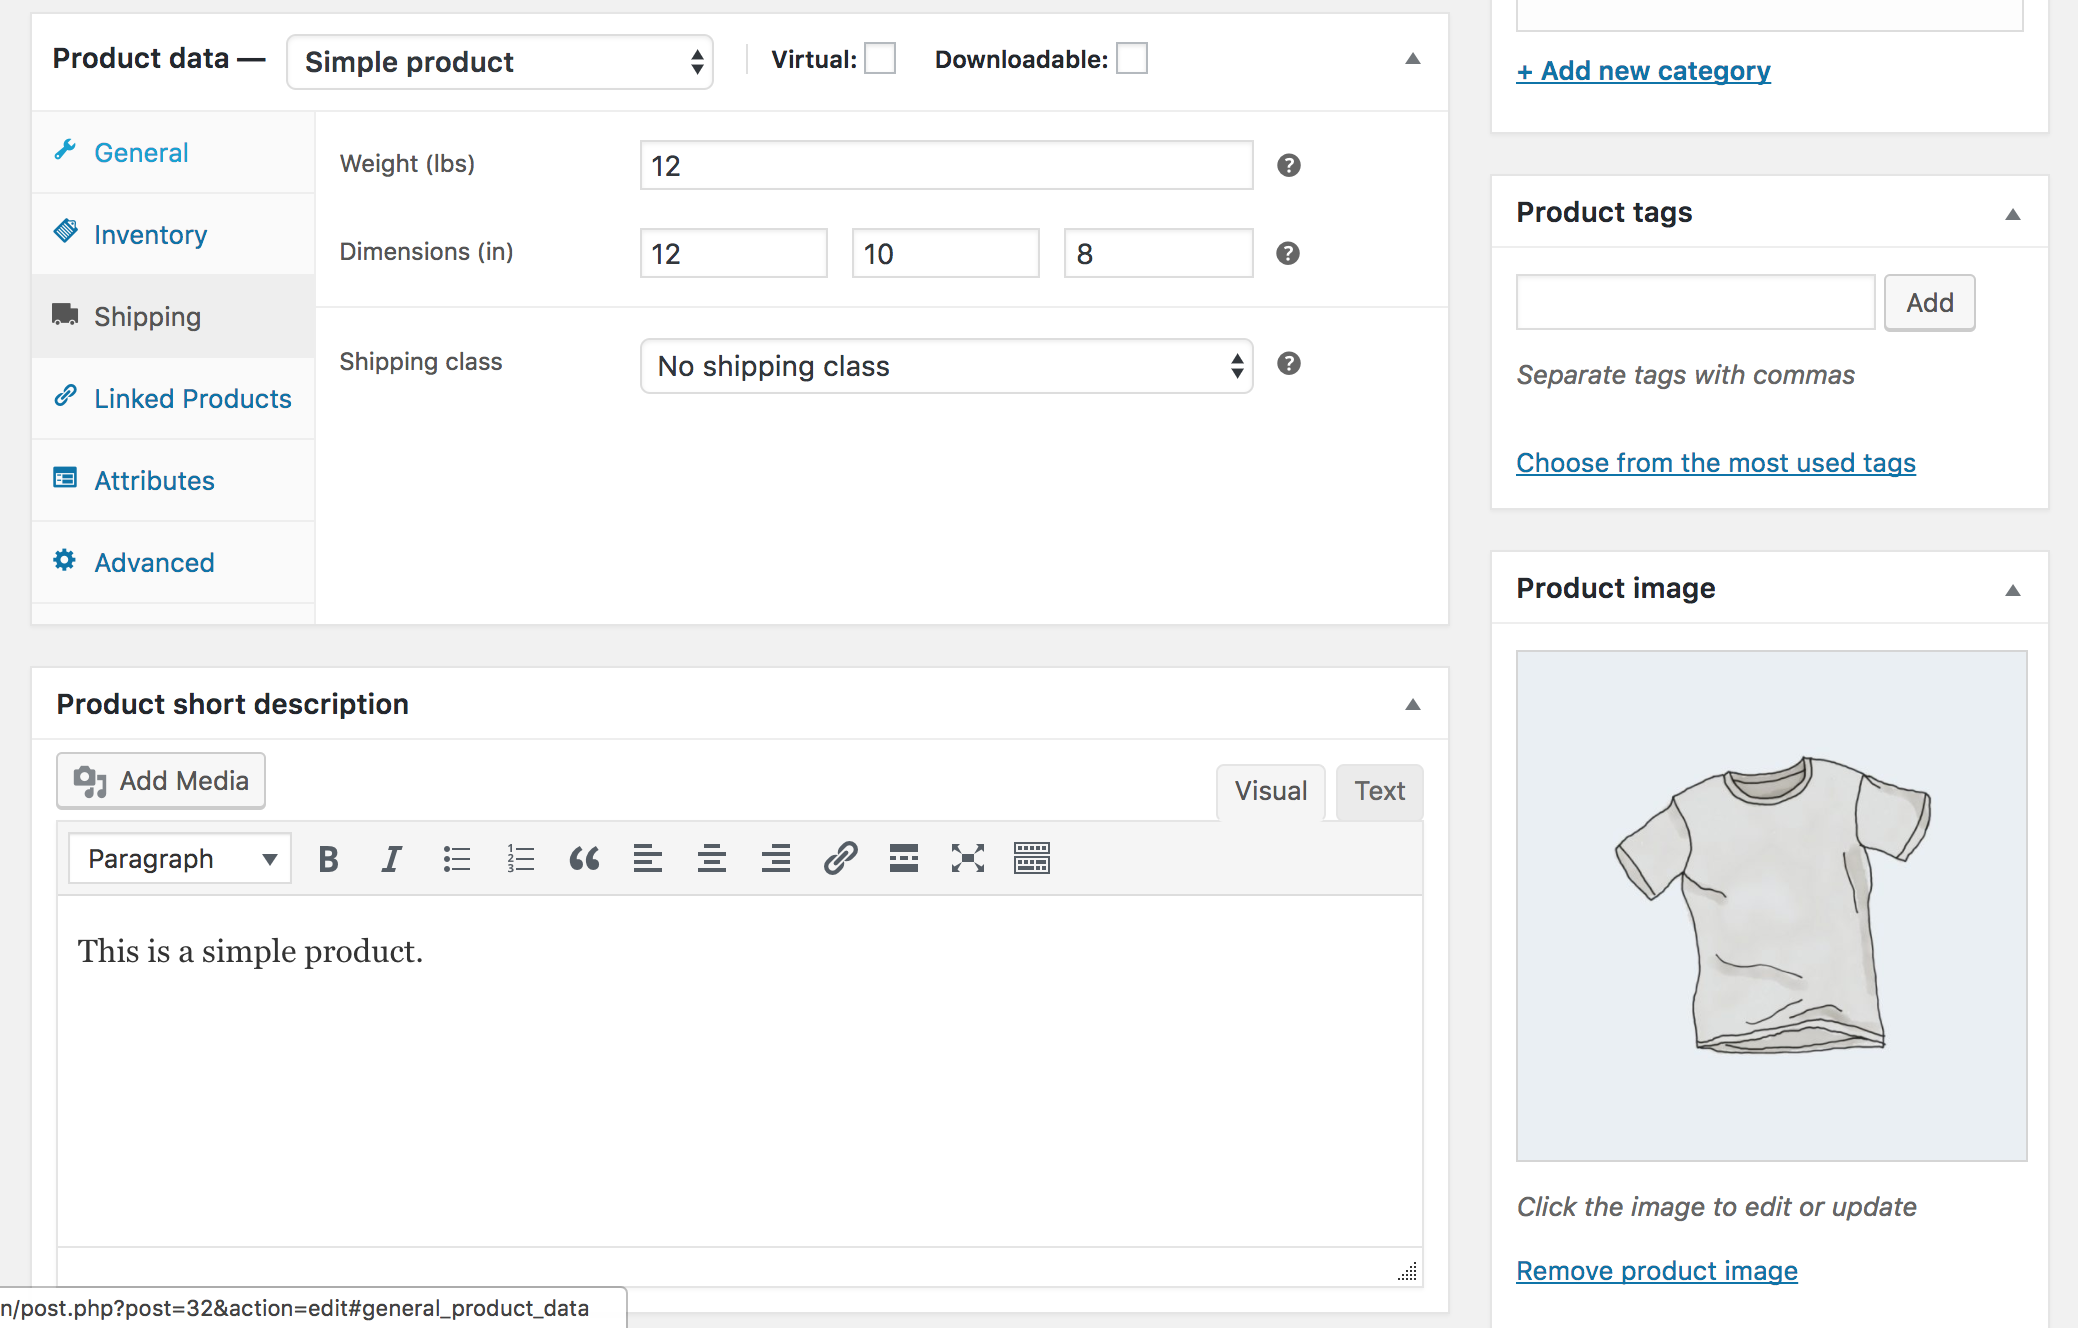 Product data —
Simple product
Virtual:
Downloadable:
General
Inventory
Shipping
Linked Products
Attributes
Advanced
Weight (lbs)
12
Dimensions (in)
12
10
8
Shipping class
No shipping class
Product short description
Add Media
Visual
Text
Paragraph
This is a simple product.
n/post.php?post=32&action=edit#general_product_data
+ Add new category
Product tags
Add
Separate tags with commas
Choose from the most used tags
Product image
Click the image to edit or update
Remove product image